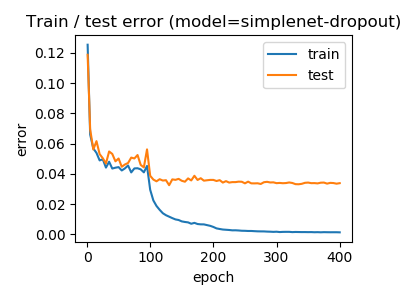 Train / test error (model=simplenet-dropout)
train
test
error
0.12
0.10
0.08
0.06
0.04
0.02
0.00
0
100
200
300
400
epoch